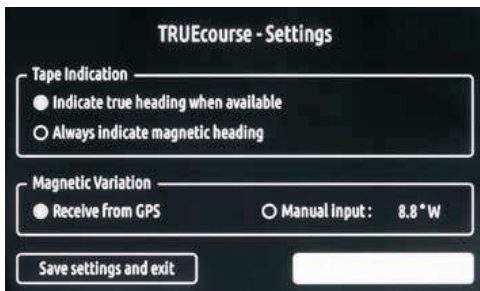 TRUEcourse - Settings
Tape Indication
Indicate true heading when available
Always indicate magnetic heading
Magnetic Variation
Receive from GPS
Manual input: 8.8°W
Save settings and exit